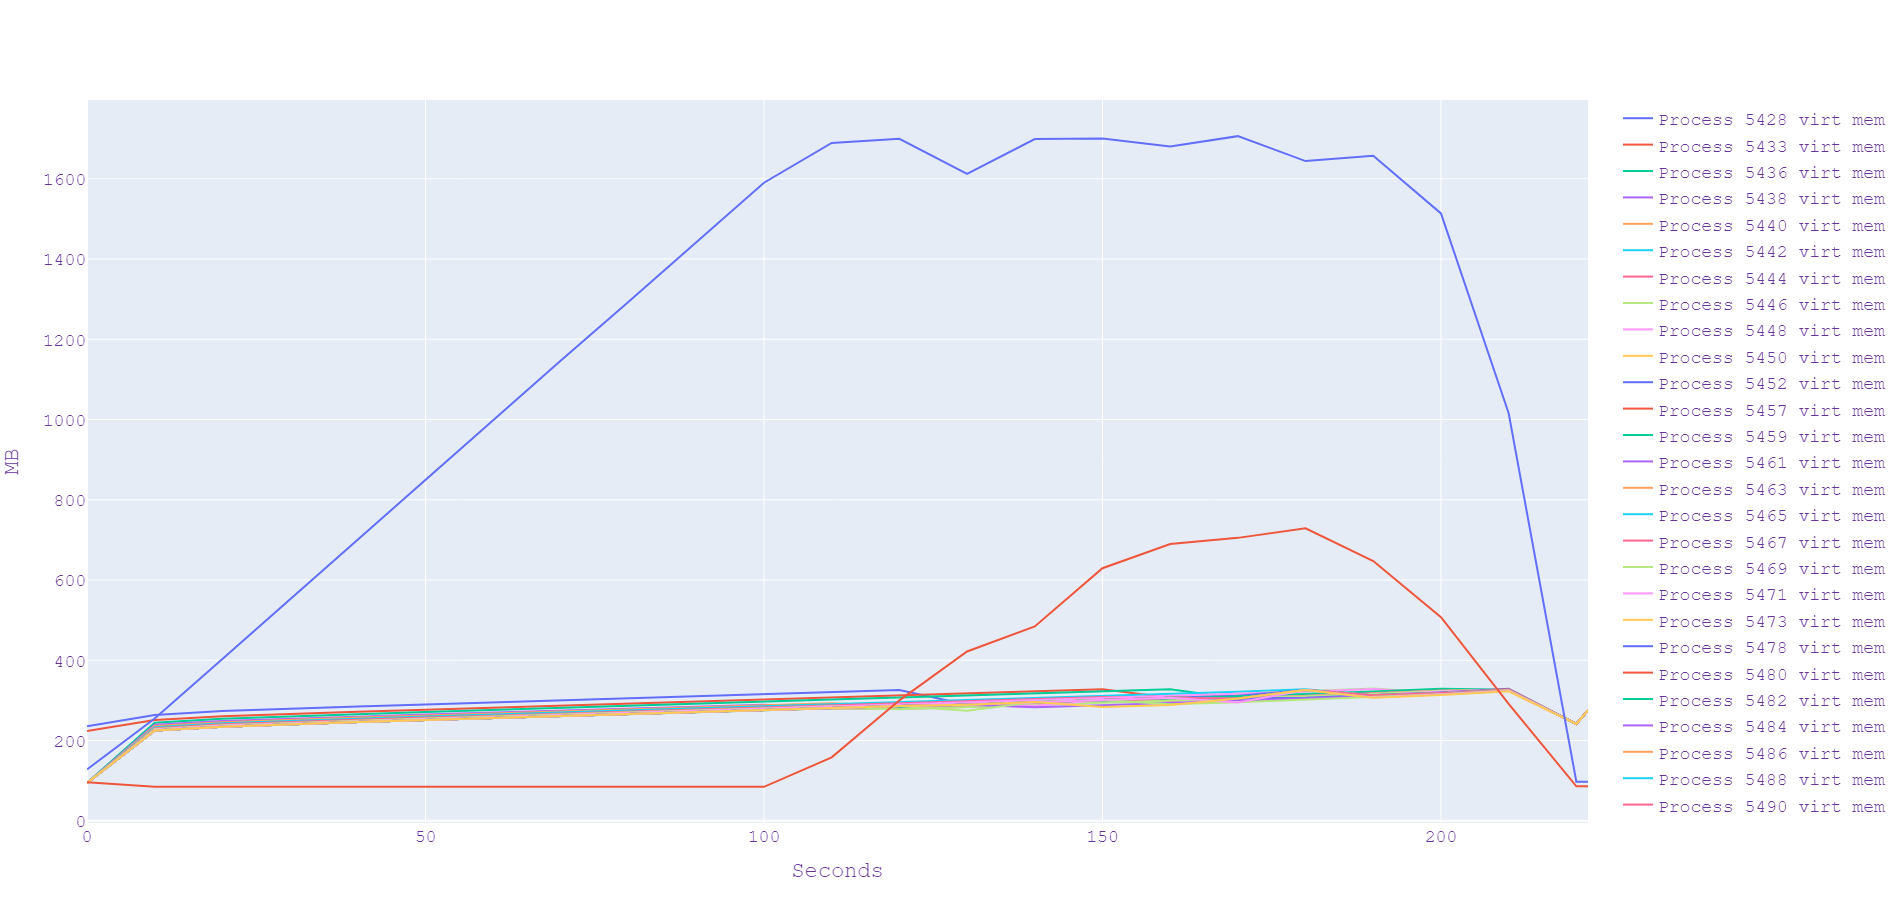 MB
1600
1400
1200
1000
800
600
400
200
0
0 50 100 150 200
Seconds
Process 5428 virt mem
Process 5433 virt mem
Process 5436 virt mem
Process 5438 virt mem
Process 5440 virt mem
Process 5442 virt mem
Process 5444 virt mem
Process 5446 virt mem
Process 5448 virt mem
Process 5450 virt mem
Process 5452 virt mem
Process 5457 virt mem
Process 5459 virt mem
Process 5461 virt mem
Process 5463 virt mem
Process 5465 virt mem
Process 5467 virt mem
Process 5469 virt mem
Process 5471 virt mem
Process 5473 virt mem
Process 5478 virt mem
Process 5480 virt mem
Process 5482 virt mem
Process 5484 virt mem
Process 5486 virt mem
Process 5488 virt mem
Process 5490 virt mem